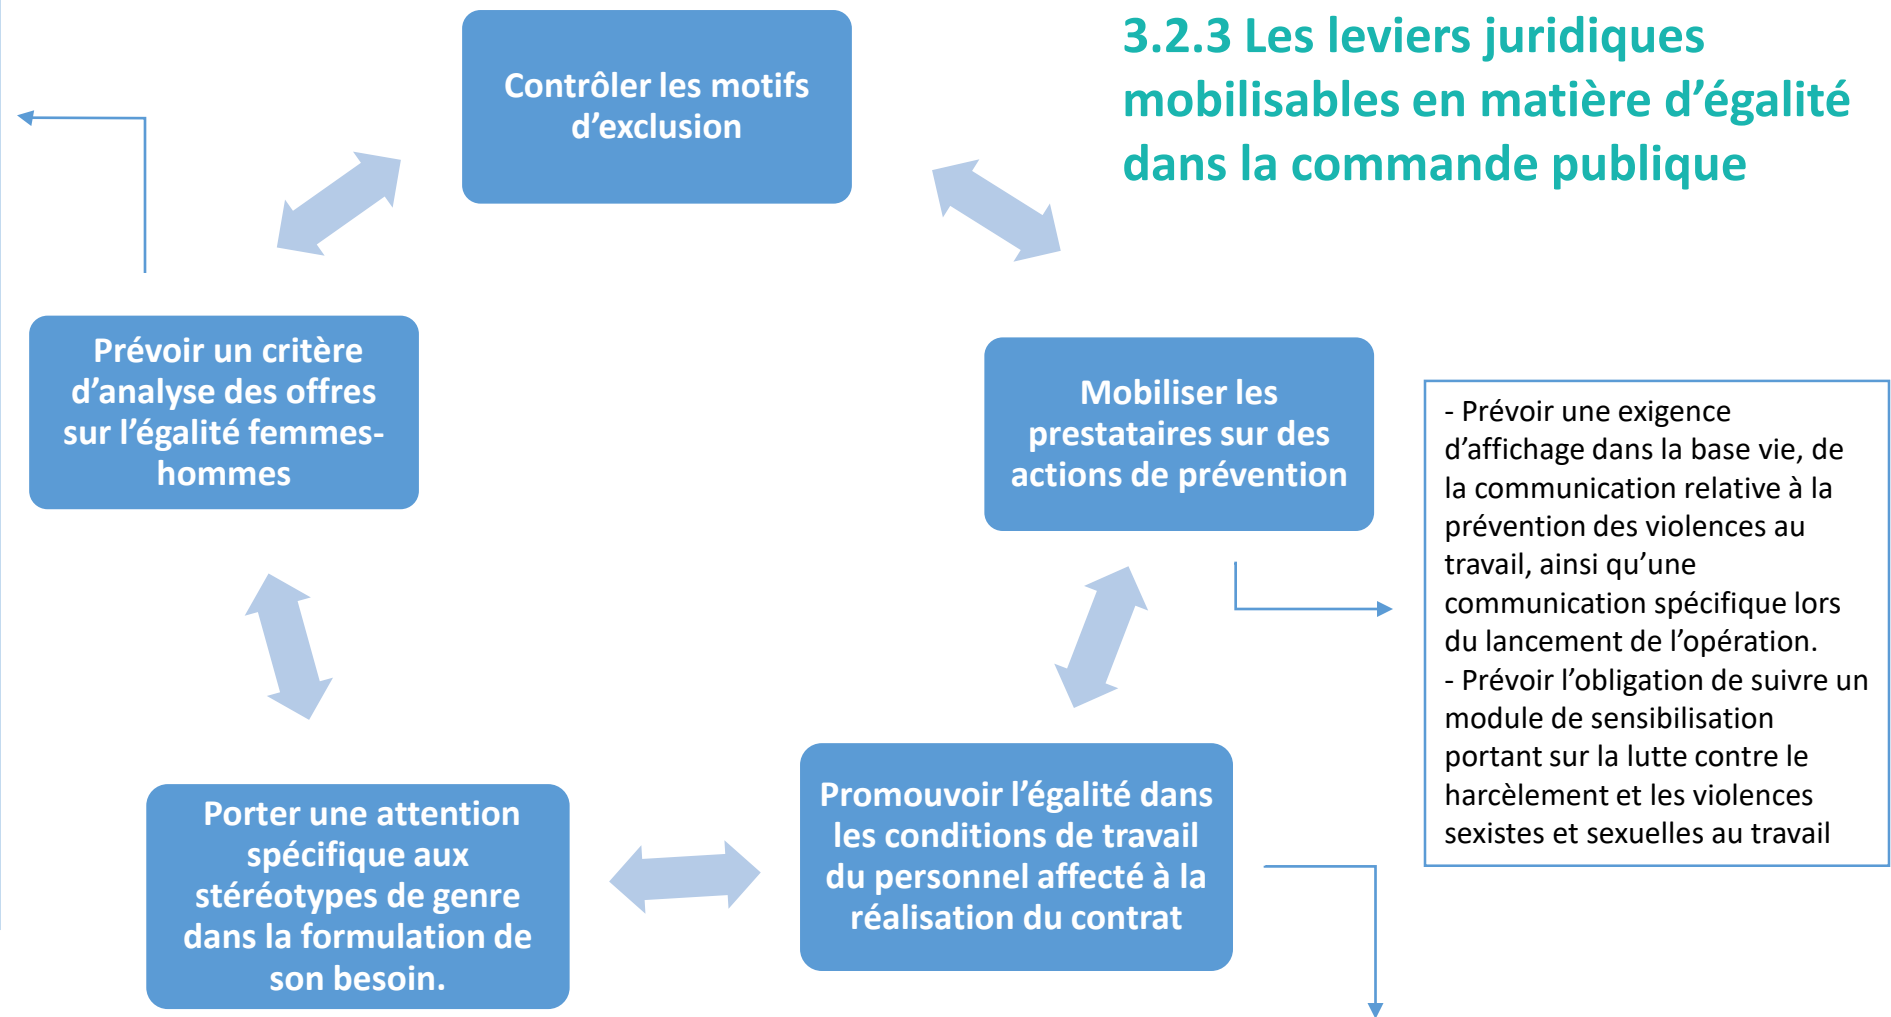 3.2.3 Les leviers juridiques
mobilisables en matière d’égalité
dans la commande publique
Contrôler les motifs
d’exclusion
Prévoir un critère
d’analyse des offres
sur l’égalité femmes-
hommes
Mobiliser les
prestataires sur des
actions de prévention
- Prévoir une exigence
d’affichage dans la base vie, de
la communication relative à la
prévention des violences au
travail, ainsi qu’une
communication spécifique lors
du lancement de l’opération.
- Prévoir l’obligation de suivre un
module de sensibilisation
portant sur la lutte contre le
harcèlement et les violences
sexistes et sexuelles au travail
Porter une attention
spécifique aux
stéréotypes de genre
dans la formulation de
son besoin.
Promouvoir l’égalité dans
les conditions de travail
du personnel affecté à la
réalisation du contrat